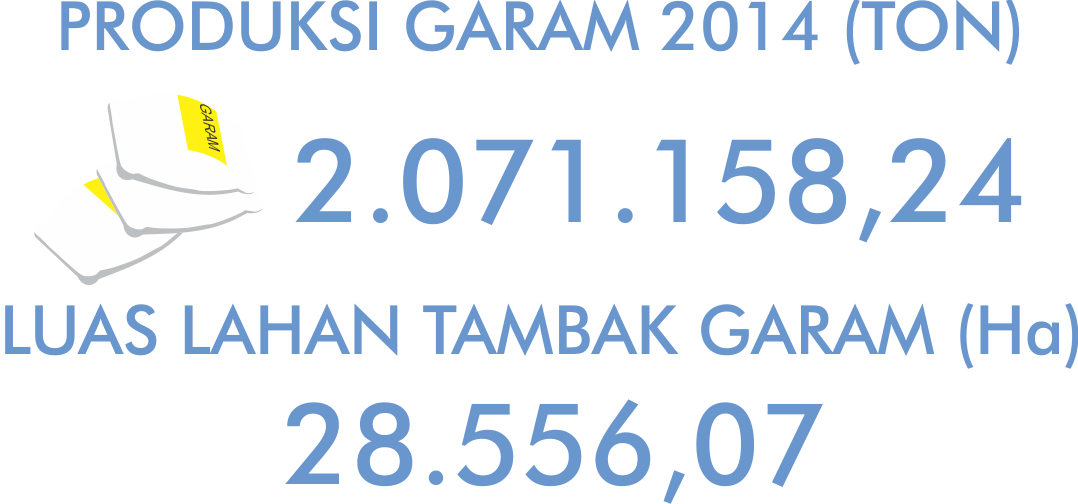 PRODUKSI GARAM 2014 (TON)
GARAM
2.071.158,24
LUAS LAHAN TAMBAK GARAM (Ha)
28.556,07